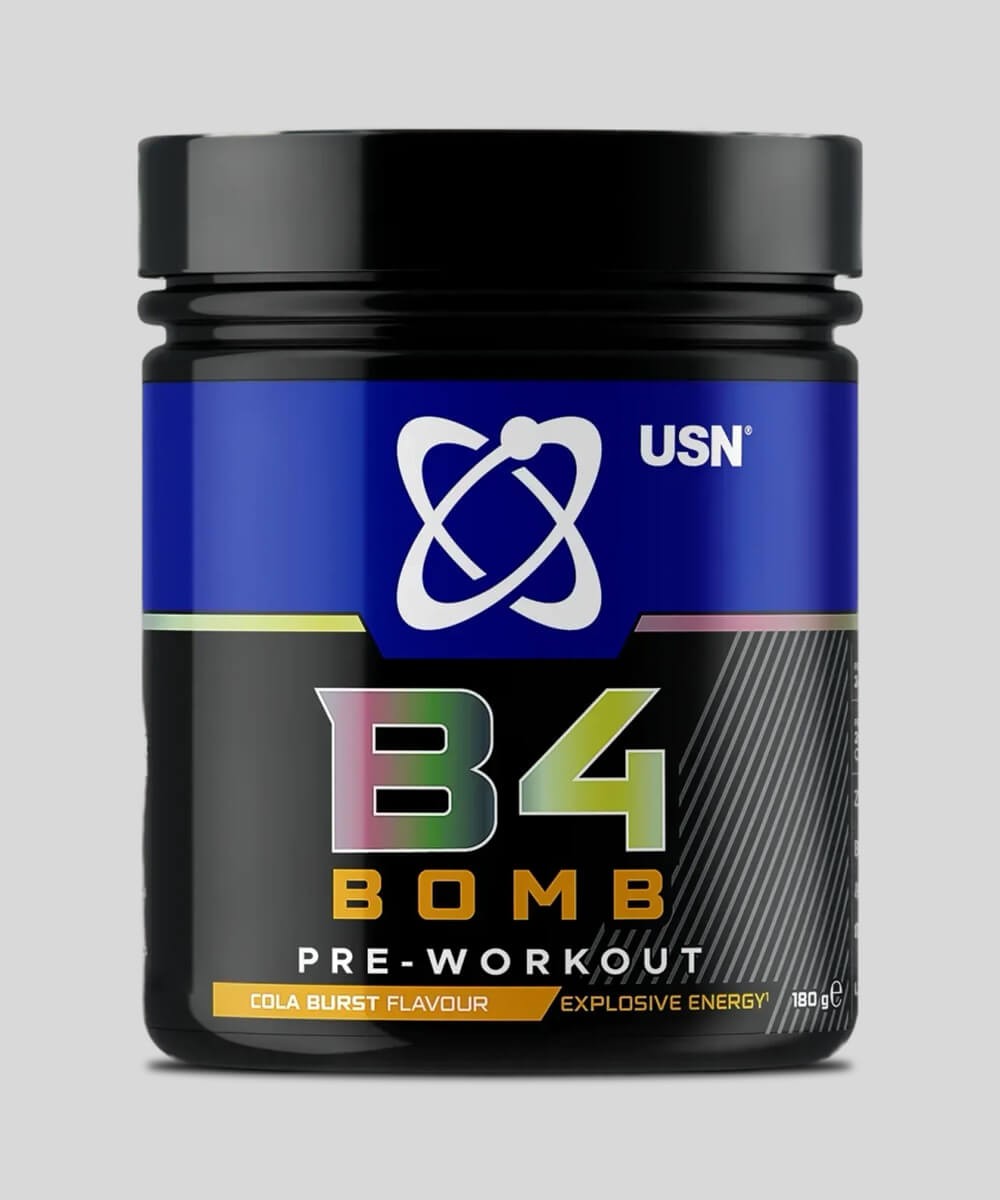 USN®
B4
BOMB
PRE-WORKOUT
COLA BURST FLAVOUR
EXPLOSIVE ENERGY¹
180 g ℮